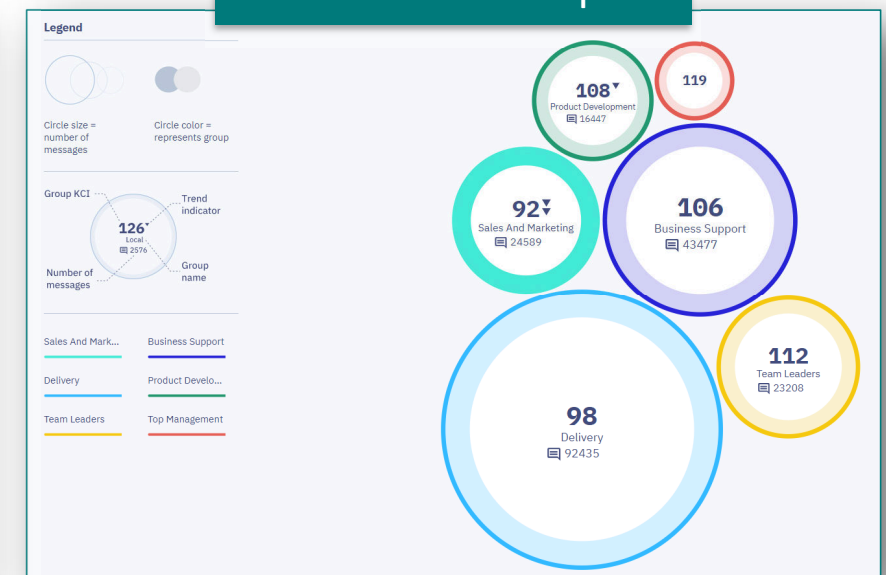 Legend
Circle size =
number of
messages
Circle color =
represents group
Group KCI
Trend
indicator
126
Local
2576
Number of
messages
Group
name
Sales And Mark...
Business Support
Delivery
Product Develo...
Team Leaders
Top Management
108
Product Development
16447
119
92
Sales And Marketing
24589
106
Business Support
43477
112
Team Leaders
23208
98
Delivery
92435